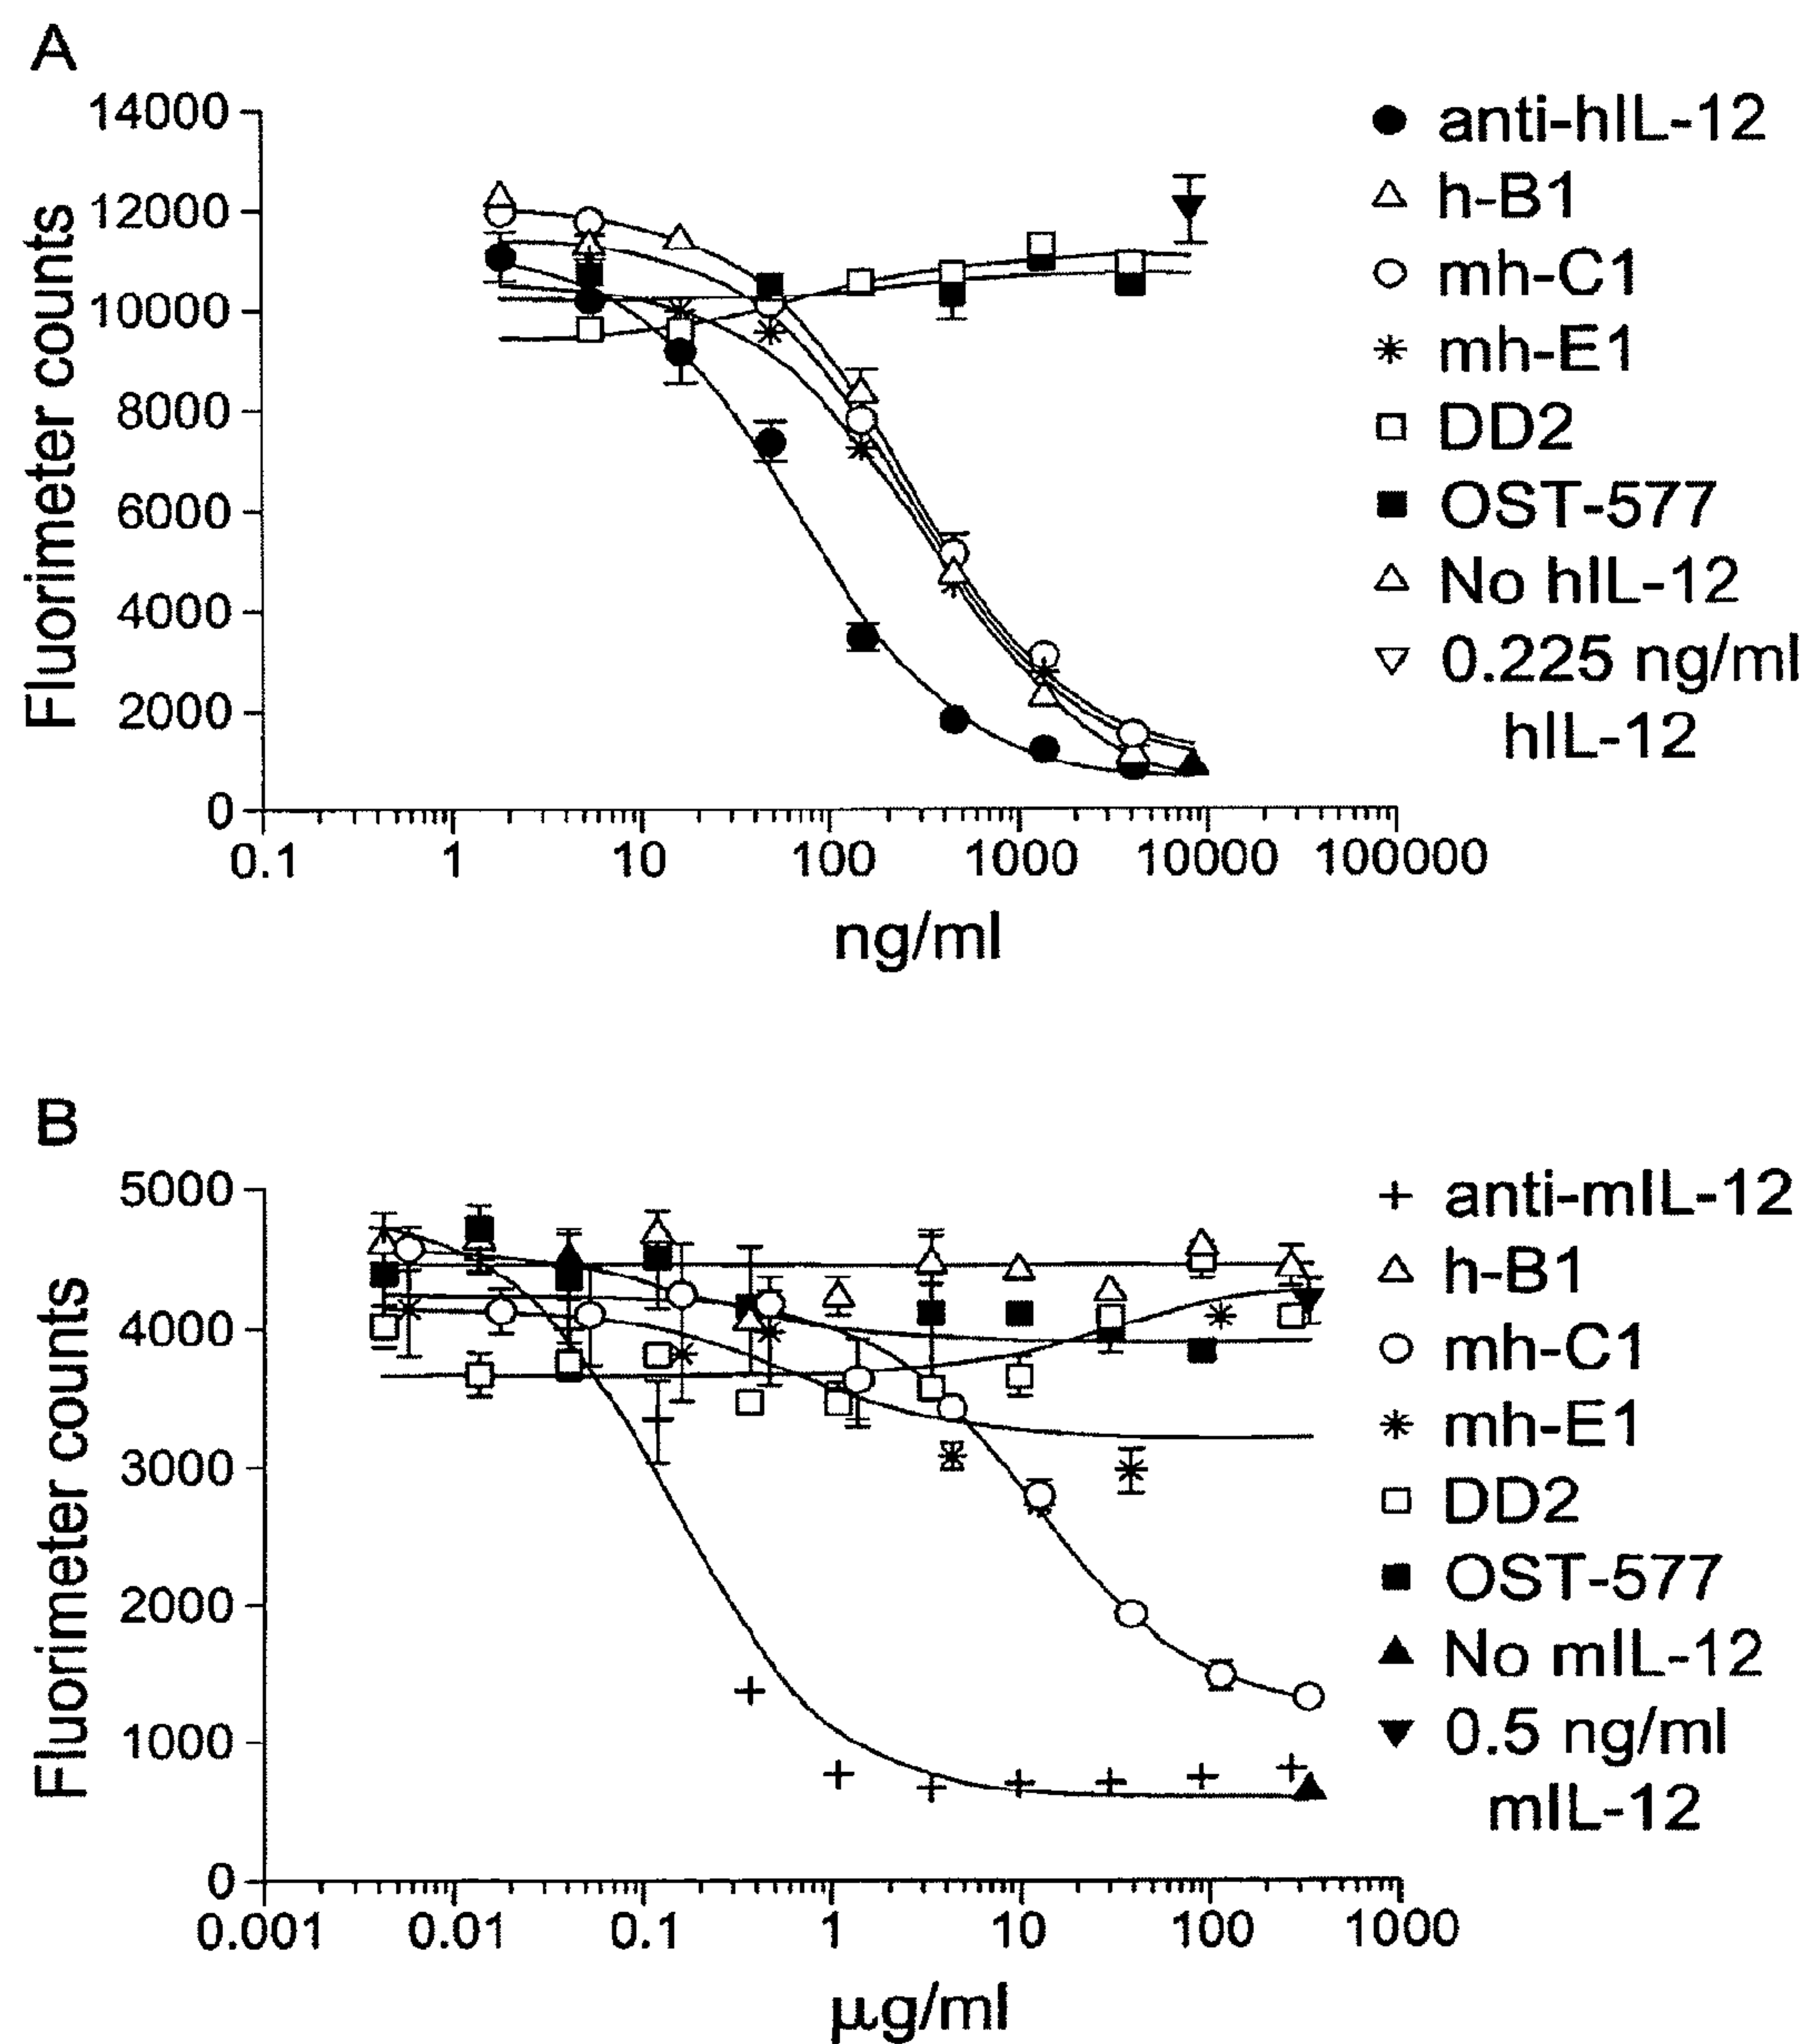 A
14000
12000
10000
8000
6000
4000
2000
0
Fluorimeter counts
0.1 1 10 100 1000 10000 100000
ng/ml
anti-hIL-12
h-B1
mh-C1
mh-E1
DD2
OST-577
No hIL-12
0.225 ng/ml
hIL-12
B
5000
4000
3000
2000
1000
0
Fluorimeter counts
0.001 0.01 0.1 1 10 100 1000
μg/ml
anti-mIL-12
h-B1
mh-C1
mh-E1
DD2
OST-577
No mIL-12
0.5 ng/ml
mIL-12